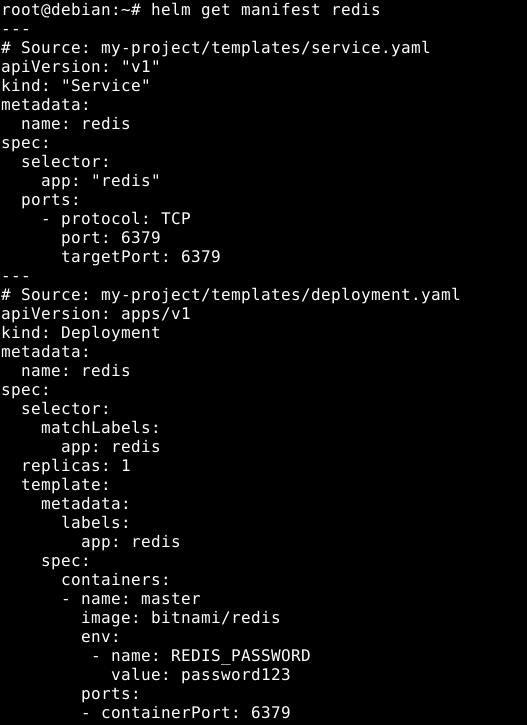 root@debian:~# helm get manifest redis
---
# Source: my-project/templates/service.yaml
apiVersion: "v1"
kind: "Service"
metadata:
  name: redis
spec:
  selector:
    app: "redis"
  ports:
    - protocol: TCP
      port: 6379
      targetPort: 6379
---
# Source: my-project/templates/deployment.yaml
apiVersion: apps/v1
kind: Deployment
metadata:
  name: redis
spec:
  selector:
    matchLabels:
      app: redis
  replicas: 1
  template:
    metadata:
      labels:
        app: redis
    spec:
      containers:
      - name: master
        image: bitnami/redis
        env:
         - name: REDIS_PASSWORD
           value: password123
        ports:
        - containerPort: 6379